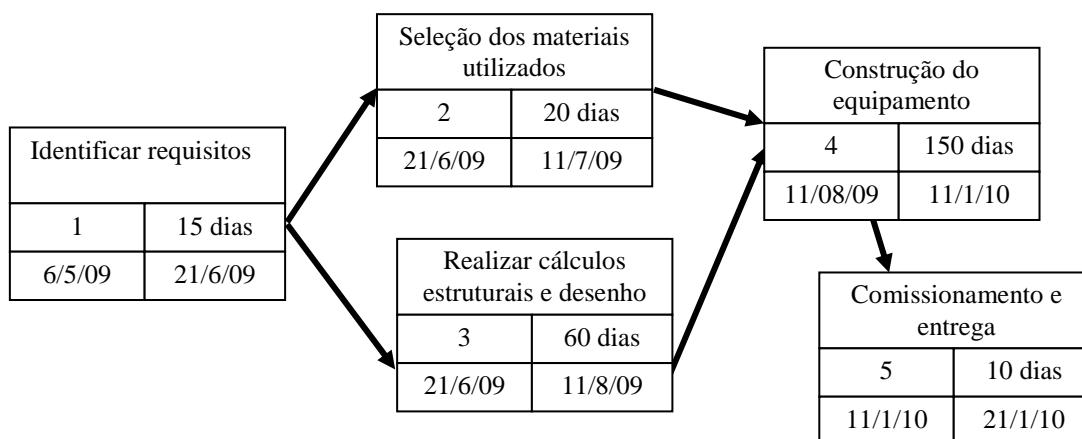 Identificar requisitos
1 15 dias
6/5/09 21/6/09
Seleção dos materiais
utilizados
2 20 dias
21/6/09 11/7/09
Realizar cálculos
estruturais e desenho
3 60 dias
21/6/09 11/8/09
Construção do
equipamento
4 150 dias
11/08/09 11/1/10
Comissionamento e
entrega
5 10 dias
11/1/10 21/1/10